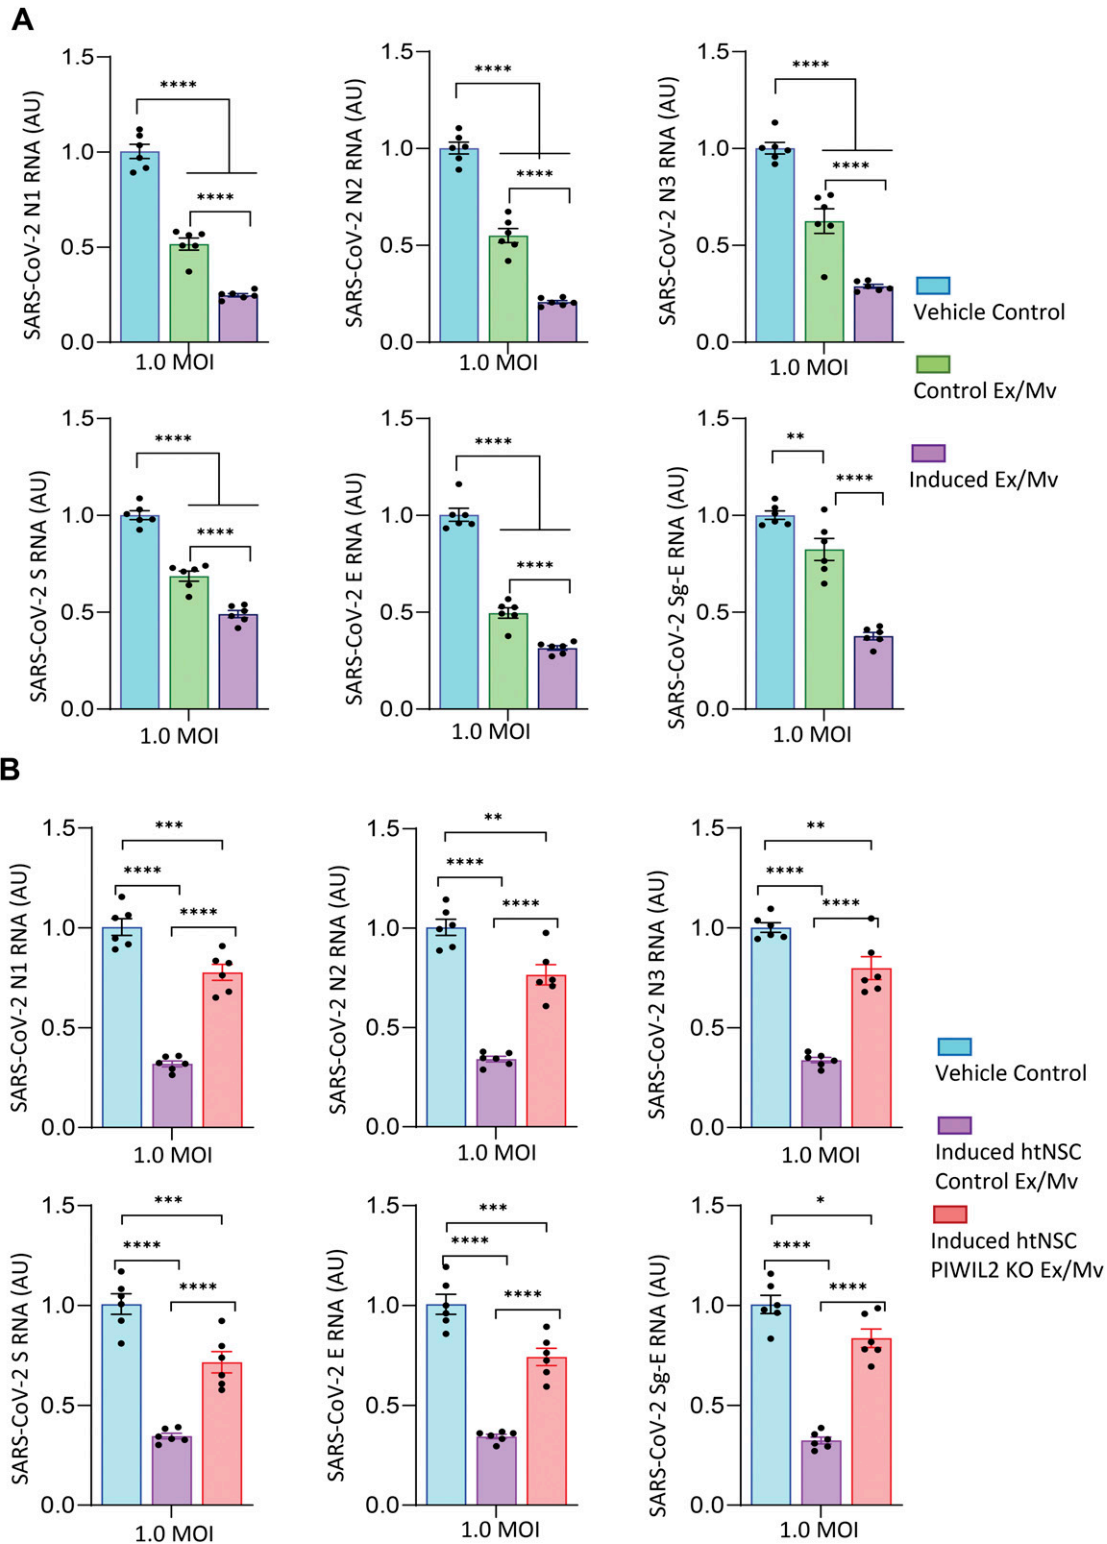 A
SARS-CoV-2 N1 RNA (AU)
1.5
1.0
0.5
0.0
****
****
1.0 MOI
SARS-CoV-2 N2 RNA (AU)
1.5
1.0
0.5
0.0
****
****
1.0 MOI
SARS-CoV-2 N3 RNA (AU)
1.5
1.0
0.5
0.0
****
****
1.0 MOI
Vehicle Control
Control Ex/Mv
Induced Ex/Mv
SARS-CoV-2 S RNA (AU)
1.5
1.0
0.5
0.0
****
****
1.0 MOI
SARS-CoV-2 E RNA (AU)
1.5
1.0
0.5
0.0
****
****
1.0 MOI
SARS-CoV-2 Sg-E RNA (AU)
1.5
1.0
0.5
0.0
**
****
1.0 MOI
B
SARS-CoV-2 N1 RNA (AU)
1.5
1.0
0.5
0.0
***
****
****
1.0 MOI
SARS-CoV-2 N2 RNA (AU)
1.5
1.0
0.5
0.0
**
****
****
1.0 MOI
SARS-CoV-2 N3 RNA (AU)
1.5
1.0
0.5
0.0
**
****
****
1.0 MOI
Vehicle Control
Induced htNSC
Control Ex/Mv
Induced htNSC
PIWIL2 KO Ex/Mv
SARS-CoV-2 S RNA (AU)
1.5
1.0
0.5
0.0
***
****
****
1.0 MOI
SARS-CoV-2 E RNA (AU)
1.5
1.0
0.5
0.0
***
****
****
1.0 MOI
SARS-CoV-2 Sg-E RNA (AU)
1.5
1.0
0.5
0.0
*
****
****
1.0 MOI